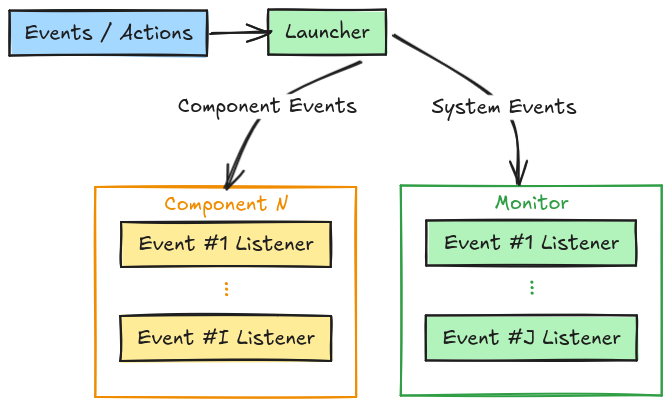 Events / Actions
Launcher
Component Events
System Events
Component N
Event #1 Listener
Event #I Listener
Monitor
Event #1 Listener
Event #J Listener